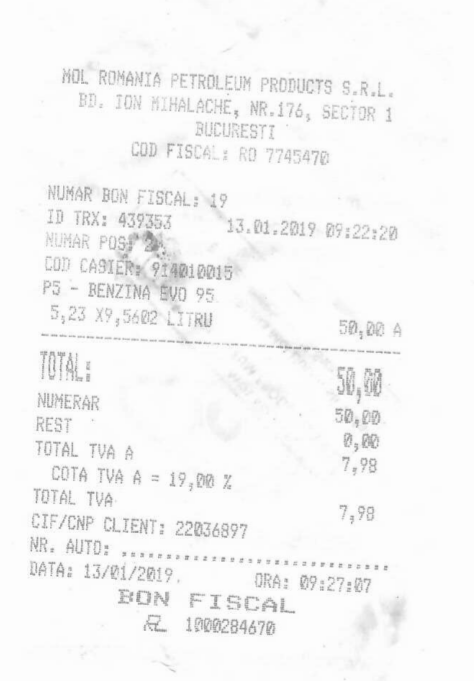 MOL ROMANIA PETROLEUM PRODUCTS S.R.L.
BD. ION MIHALACHE, NR.176, SECTOR 1
BUCURESTI
COD FISCAL: RO 7745470
NUMAR BON FISCAL: 19
ID TRX: 439353 13.01.2019 09:22:20
NUMAR POS: 2
COD CASIER: 914010015
P5 - BENZINA EVO 95
5,23 X9,5602 LITRU 50,00 A
TOTAL: 50,00
NUMERAR 50,00
REST 0,00
TOTAL TVA A 7,98
COTA TVA A = 19,00 %
TOTAL TVA 7,98
CIF/CNP CLIENT: 22036897
NR. AUTO: ..............................
DATA: 13/01/2019. ORA: 09:27:07
BON FISCAL
1000284670